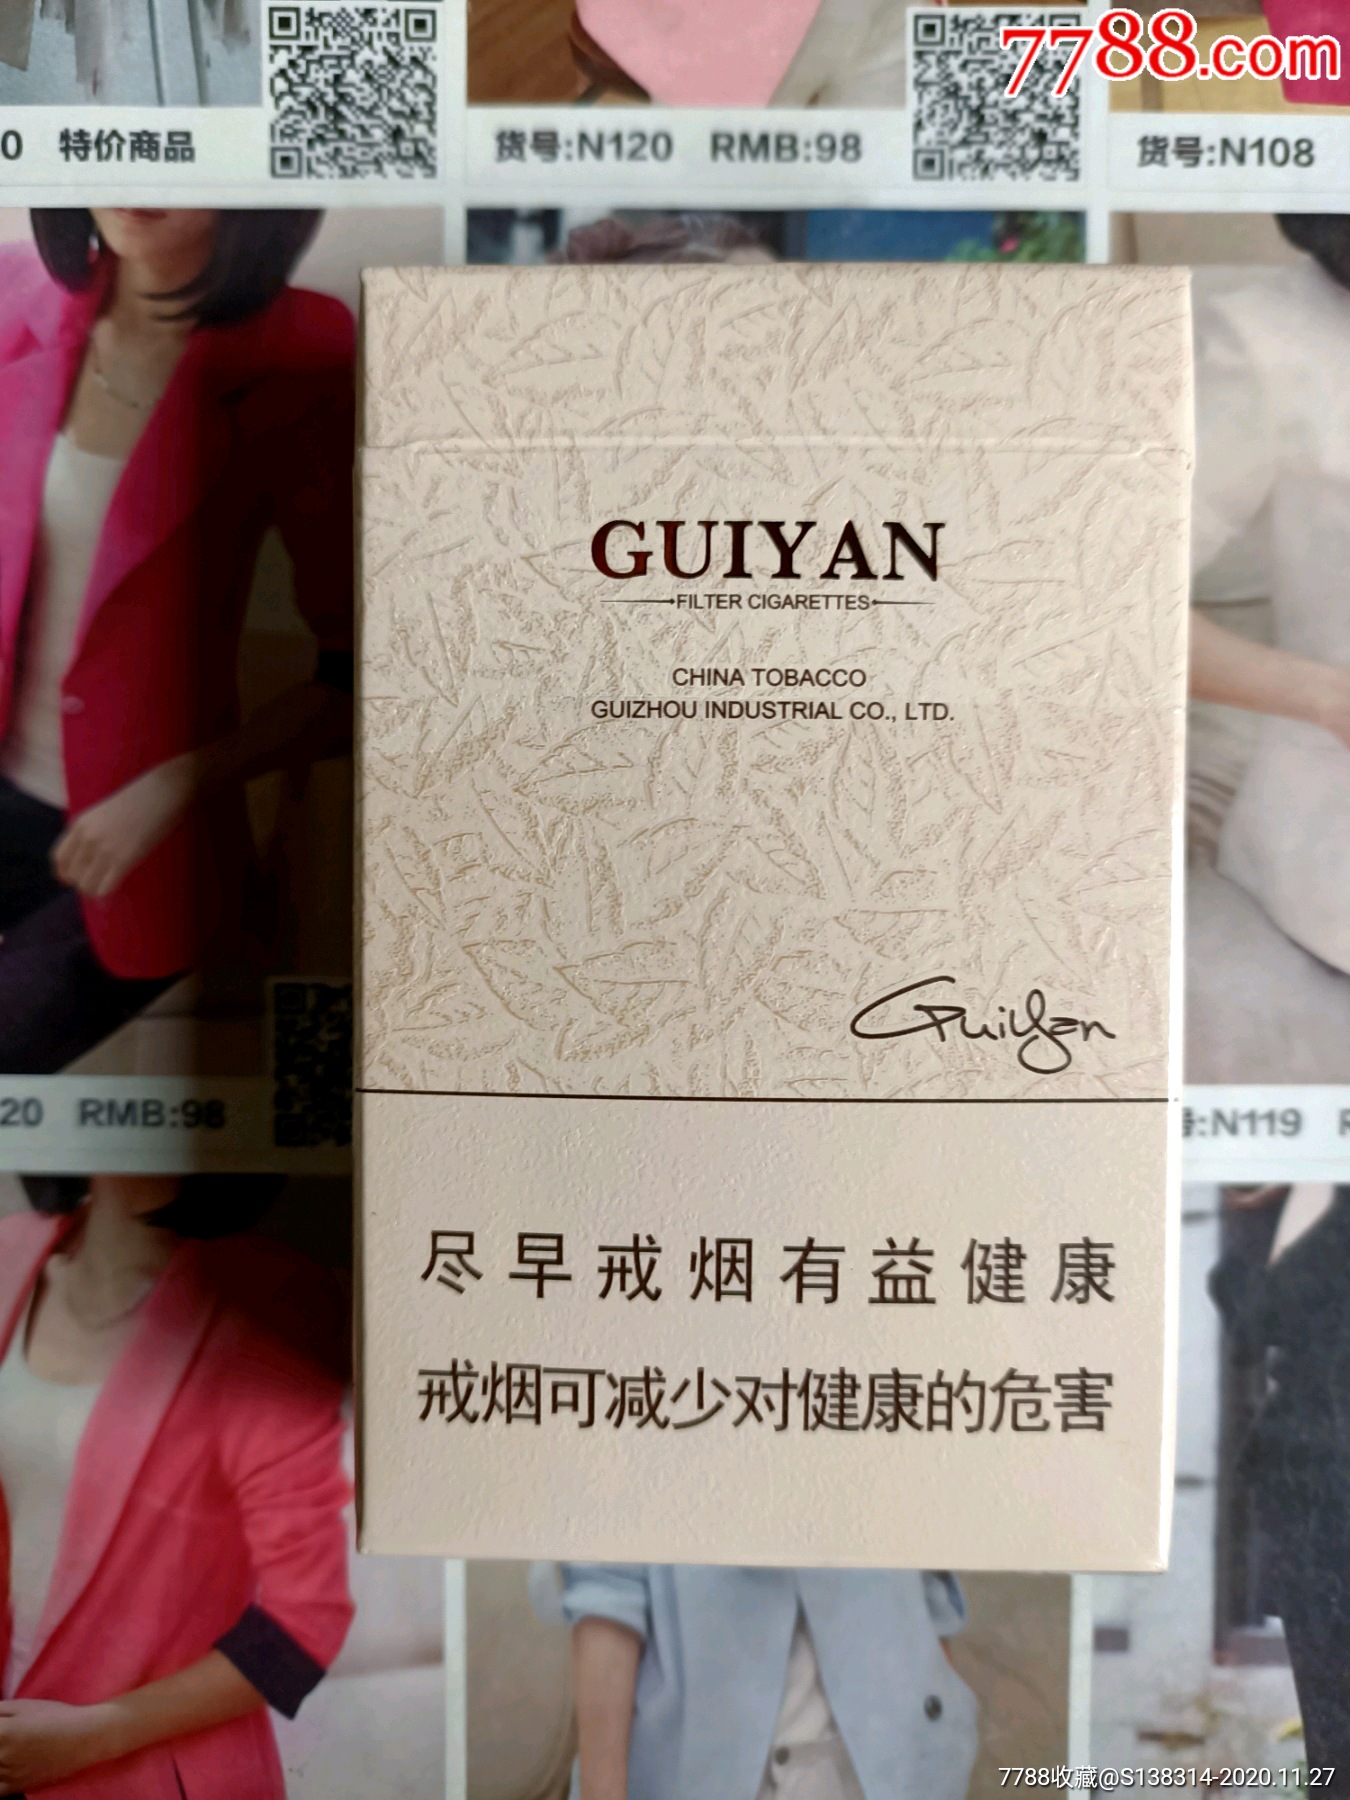 7788.com
0 特价商品
货号:N120 RMB:98
货号:N108
GUIYAN
FILTER CIGARETTES
CHINA TOBACCO
GUIZHOU INDUSTRIAL CO., LTD.
GuiYan
20 RMB:98
号:N119
尽早戒烟有益健康
戒烟可减少对健康的危害
7788收藏@S138314-2020.11.27